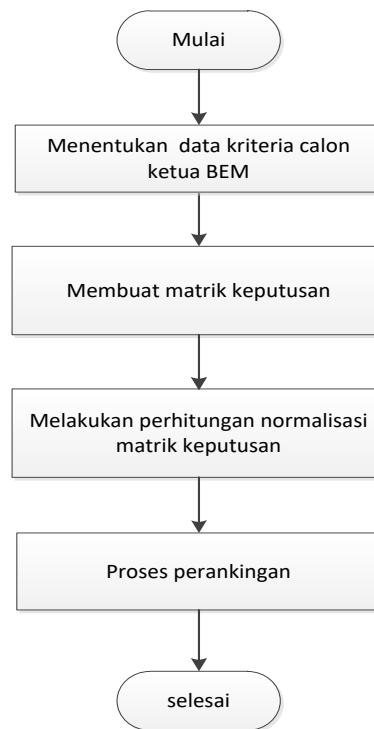 Mulai
Menentukan data kriteria calon
ketua BEM
Membuat matrik keputusan
Melakukan perhitungan normalisasi
matrik keputusan
Proses perankingan
selesai